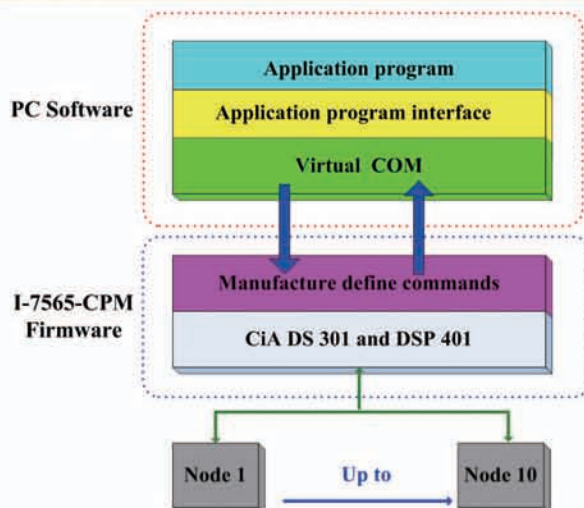 Application program
PC Software
Application program interface
Virtual COM
I-7565-CPM
Firmware
Manufacture define commands
CiA DS 301 and DSP 401
Node 1
Up to
Node 10